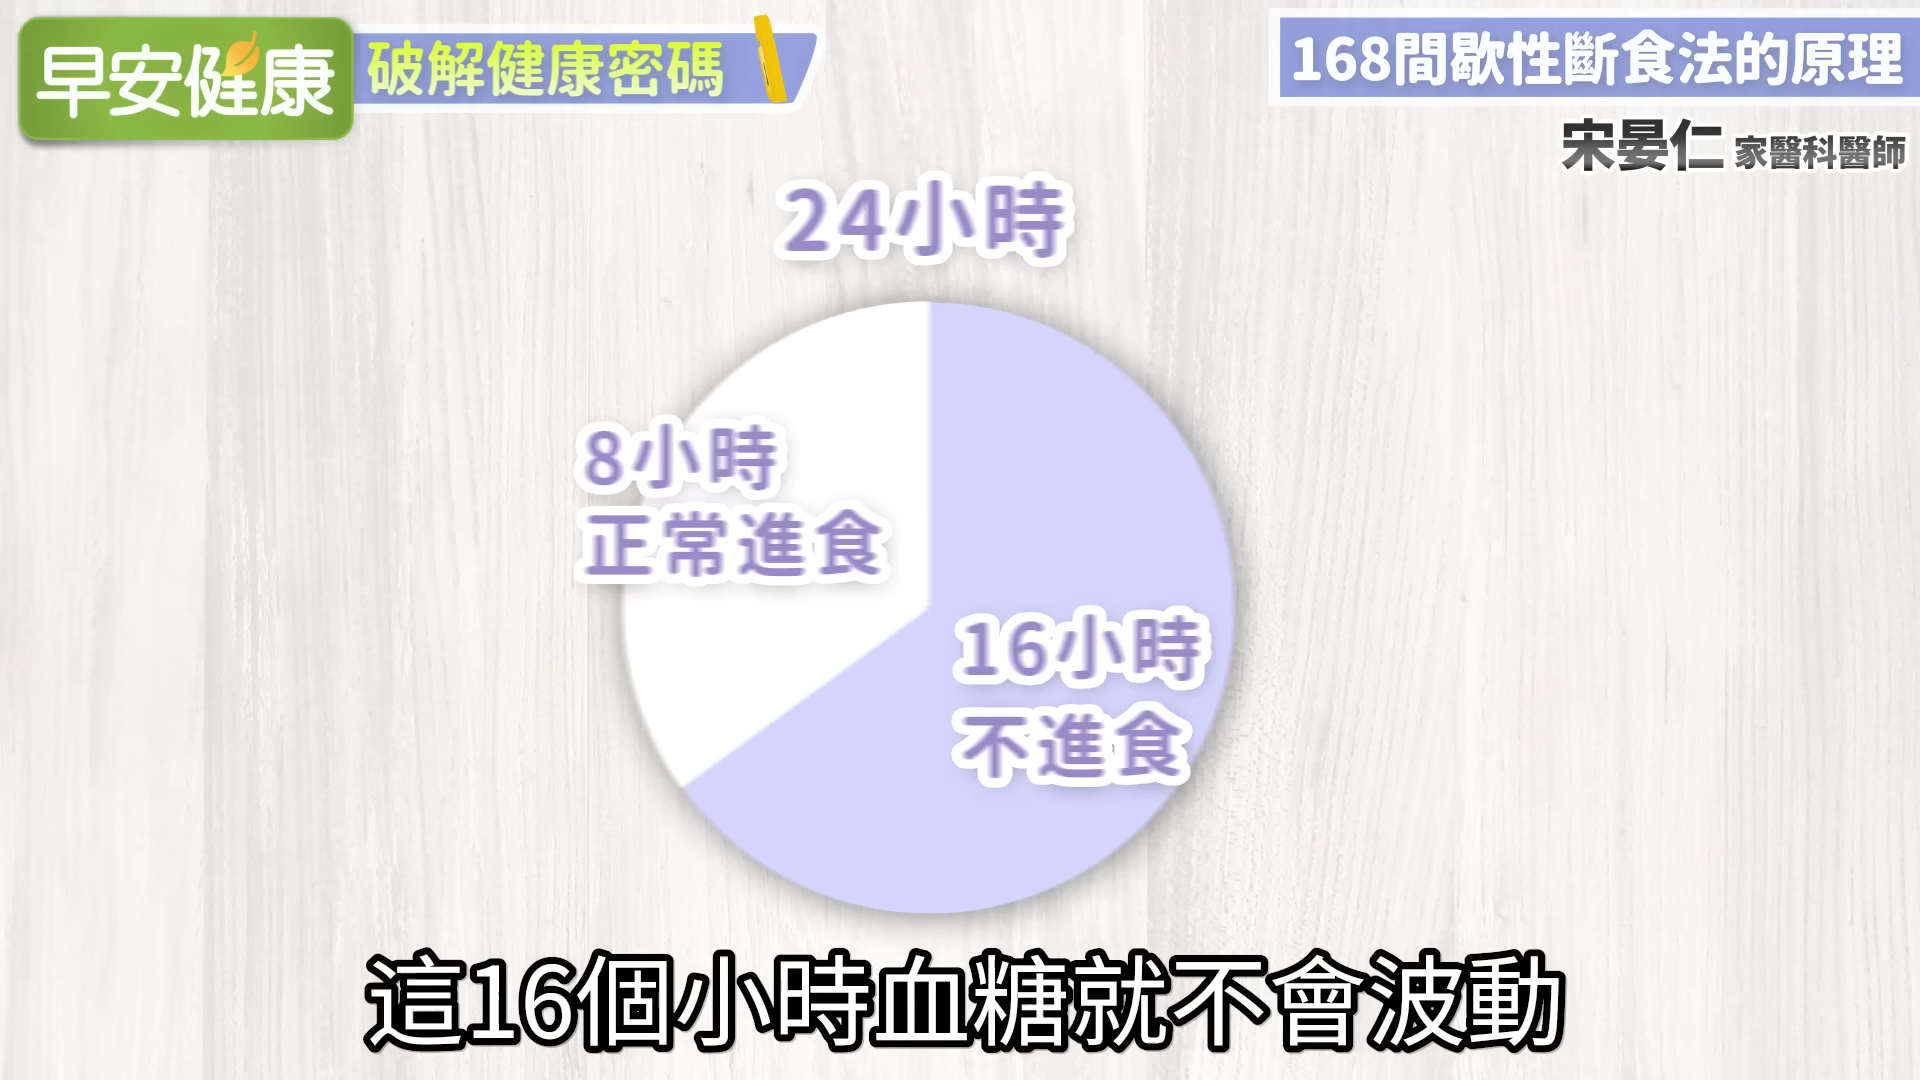 早安健康
破解健康密碼
168間歇性斷食法的原理
宋晏仁 家醫科醫師
24小時
8小時
正常進食
16小時
不進食
這16個小時血糖就不會波動